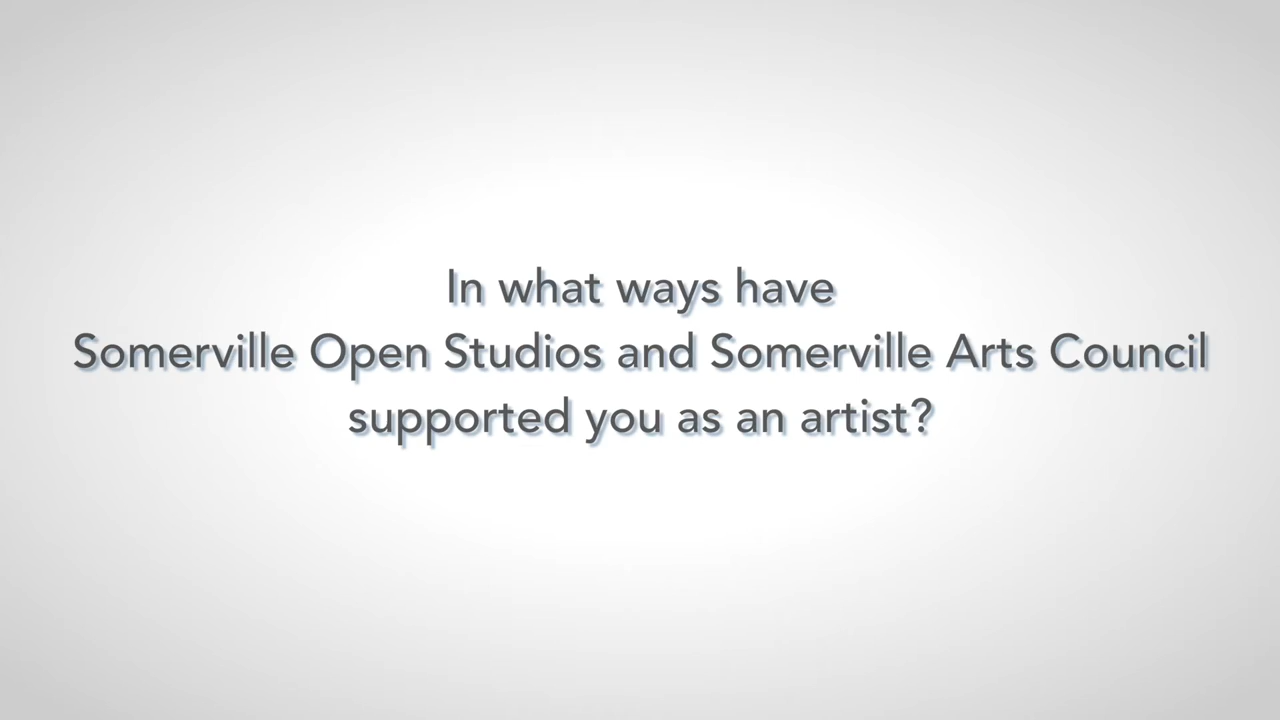 In what ways have
Somerville Open Studios and Somerville Arts Council
supported you as an artist?